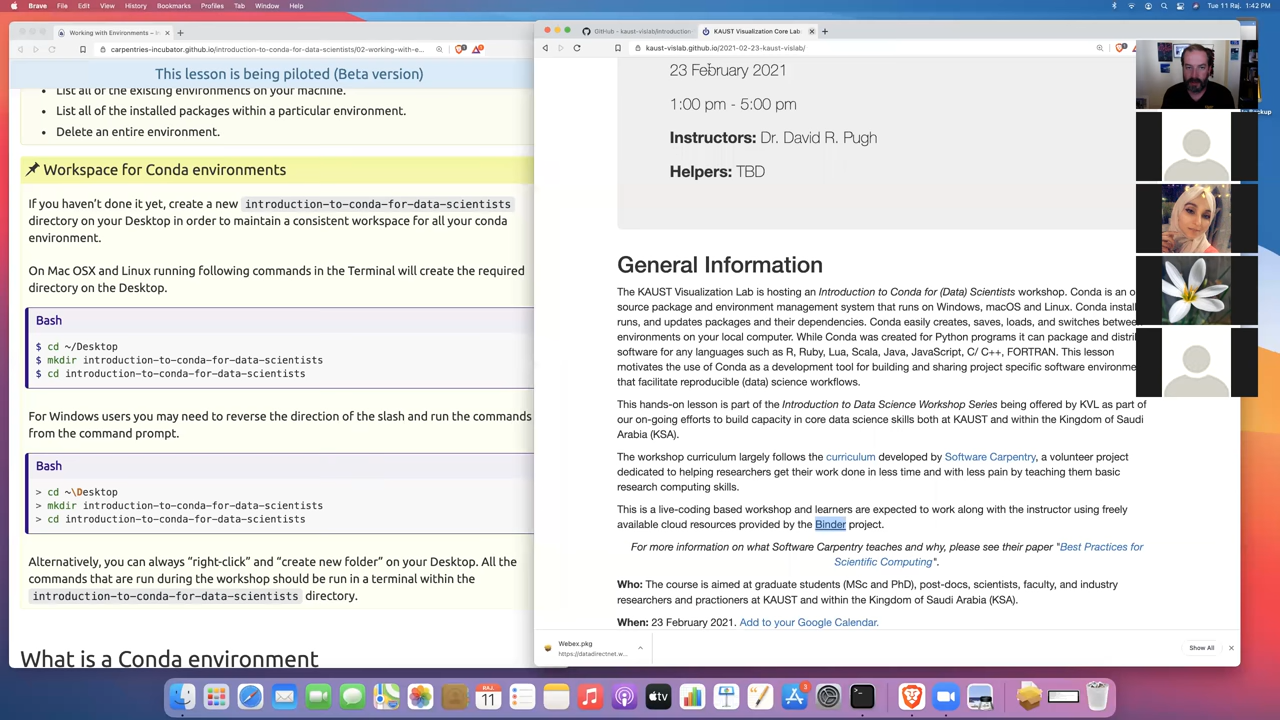 Brave File Edit View History Bookmarks People Tab Window Help
Tue 11 Raj 1:42 PM
Working with Environments – In
carpentries-incubator.github.io/introduction-to-conda-for-data-scientists/02-working-with-e...
This lesson is being piloted (Beta version)
List all of the existing environments on your machine.
List all of the installed packages within a particular environment.
Delete an entire environment.
Workspace for Conda environments
If you haven't done it yet, create a new introduction-to-conda-for-data-scientists
directory on your Desktop in order to maintain a consistent workspace for all your conda
environment.
On Mac OSX and Linux running following commands in the Terminal will create the required
directory on the Desktop.
Bash
$ cd ~/Desktop
$ mkdir introduction-to-conda-for-data-scientists
$ cd introduction-to-conda-for-data-scientists
For Windows users you may need to reverse the direction of the slash and run the commands
from the command prompt.
Bash
> cd ~\Desktop
> mkdir introduction-to-conda-for-data-scientists
> cd introduction-to-conda-for-data-scientists
Alternatively, you can always “right-click” and “create new folder” on your Desktop. All the
commands that are run during the workshop should be run in a terminal within the
introduction-to-conda-for-data-scientists directory.
What is a Conda environment
GitHub - kaust-vislab/introduction
KAUST Visualization Core Lab:
kaust-vislab.github.io/2021-02-23-kaust-vislab/
23 February 2021
1:00 pm - 5:00 pm
Instructors: Dr. David R. Pugh
Helpers: TBD
General Information
The KAUST Visualization Lab is hosting an Introduction to Conda for (Data) Scientists workshop. Conda is an o
source package and environment management system that runs on Windows, macOS and Linux. Conda install
runs, and updates packages and their dependencies. Conda easily creates, saves, loads, and switches betwee
environments on your local computer. While Conda was created for Python programs it can package and distri
software for any languages such as R, Ruby, Lua, Scala, Java, JavaScript, C/ C++, FORTRAN. This lesson
motivates the use of Conda as a development tool for building and sharing project specific software environme
that facilitate reproducible (data) science workflows.
This hands-on lesson is part of the Introduction to Data Science Workshop Series being offered by KVL as part of
our on-going efforts to build capacity in core data science skills both at KAUST and within the Kingdom of Saudi
Arabia (KSA).
The workshop curriculum largely follows the curriculum developed by Software Carpentry, a volunteer project
dedicated to helping researchers get their work done in less time and with less pain by teaching them basic
research computing skills.
This is a live-coding based workshop and learners are expected to work along with the instructor using freely
available cloud resources provided by the Binder project.
For more information on what Software Carpentry teaches and why, please see their paper "Best Practices for
Scientific Computing".
Who: The course is aimed at graduate students (MSc and PhD), post-docs, scientists, faculty, and industry
researchers and practioners at KAUST and within the Kingdom of Saudi Arabia (KSA).
When: 23 February 2021. Add to your Google Calendar.
Webex.pkg
https://datadirectnet.w...
Show All
RAJ.
11
tv